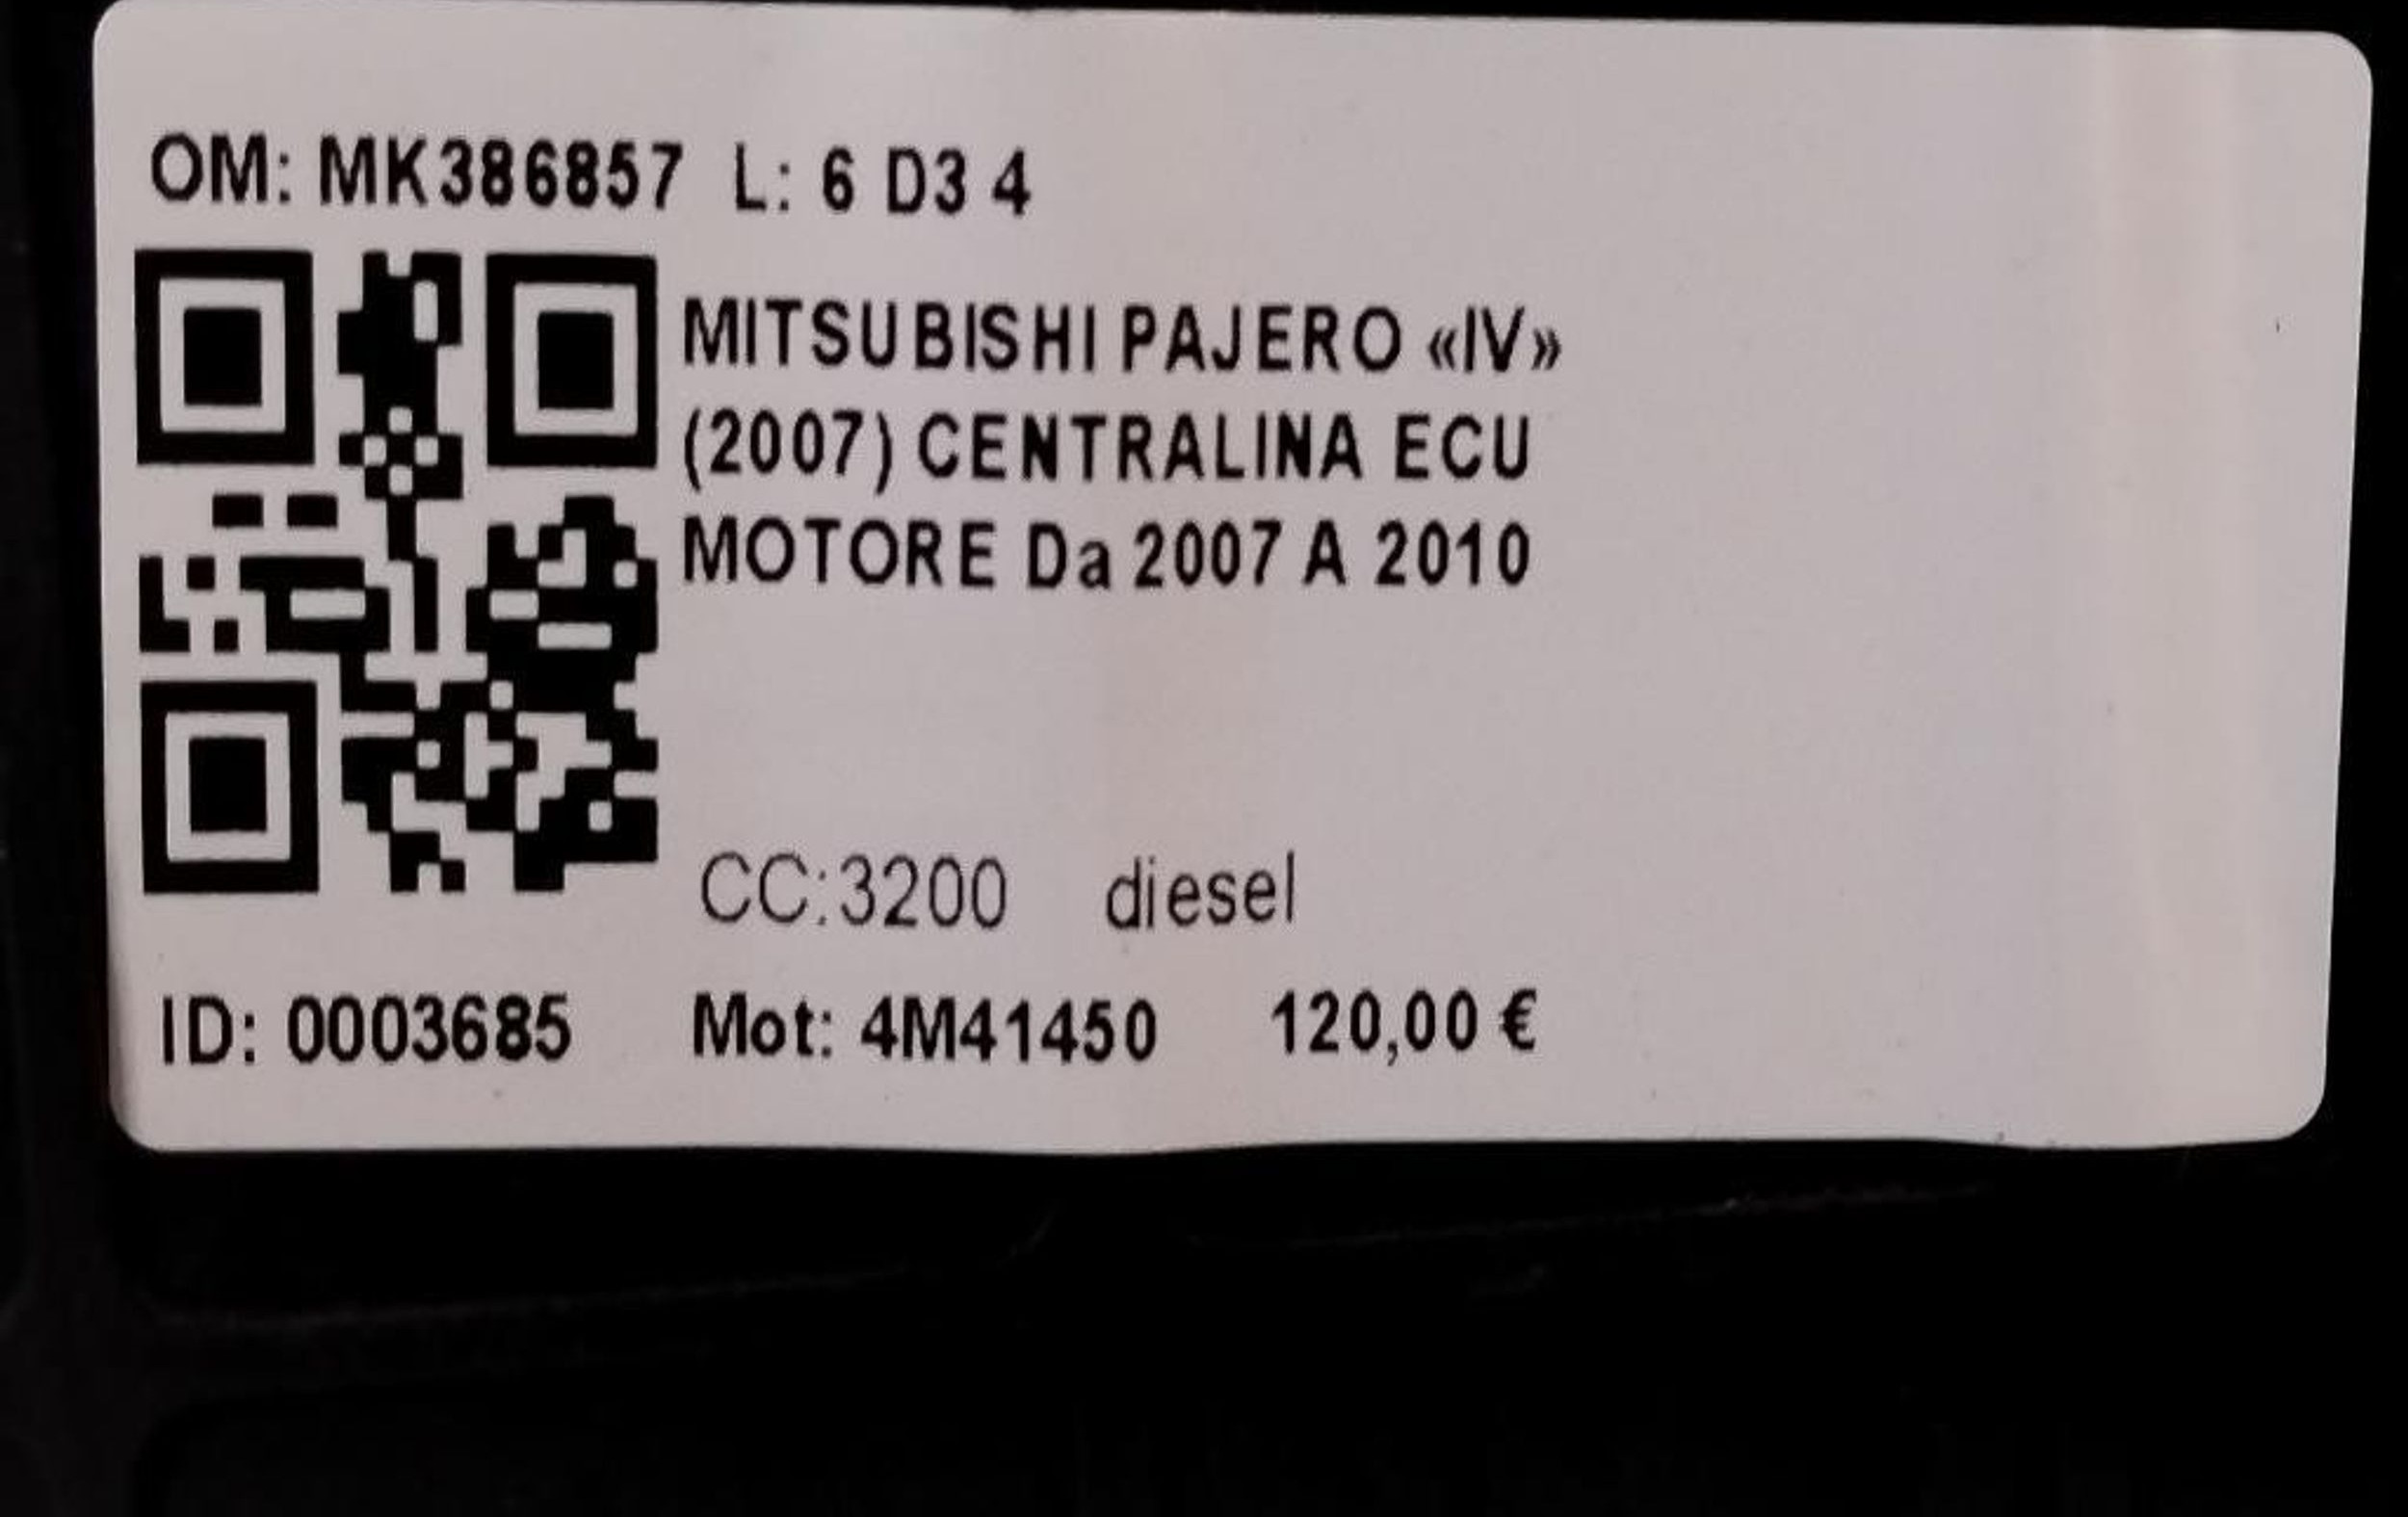 OM: MK386857 L: 6 D3 4
MITSUBISHI PAJERO «IV»
(2007) CENTRALINA ECU
MOTORE Da 2007 A 2010
CC:3200 diesel
ID: 0003685 Mot: 4M41450 120,00 €